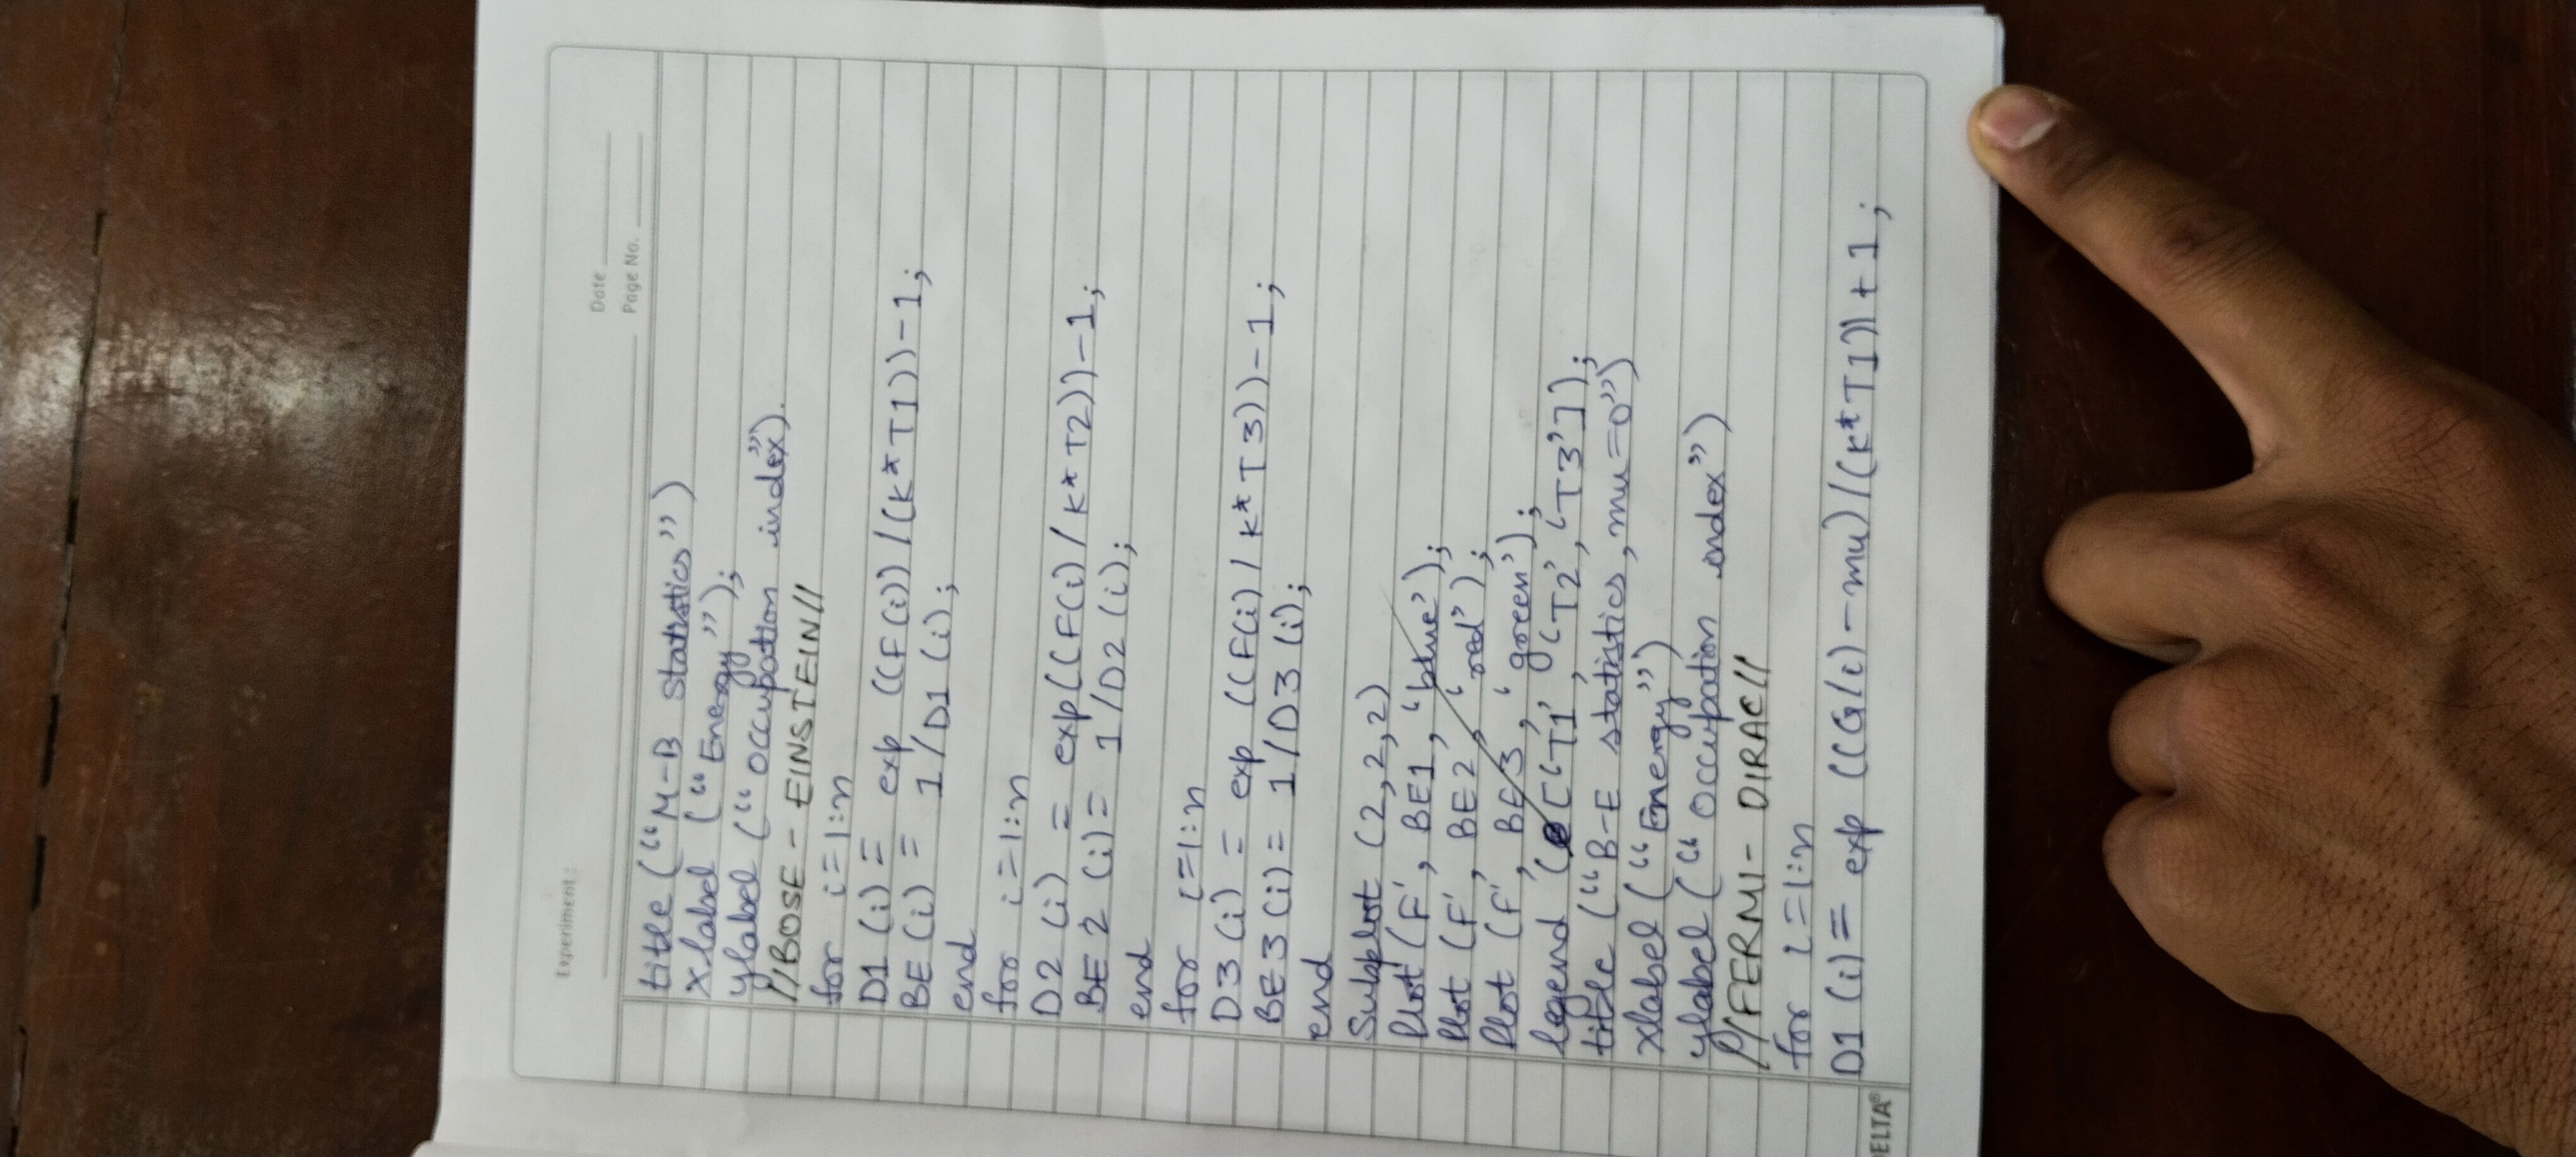 Experiment :
Date
Page No.
title (“M-B Statistics”)
xlabel (“Energy”);
ylabel (“Occupation index”).
//BOSE - EINSTEIN//
for i=1:n
D1 (i) = exp ((F(i)) / (K*T1))-1;
BE (i) = 1/D1 (i);
end
for i=1:n
D2 (i) = exp((F(i) / K* T2))-1;
BE 2 (i)= 1/D2 (i);
end
for i=1:n
D3 (i) = exp ((F(i) / K* T3))-1;
BE3 (i)= 1/D3 (i);
end
Subplot (2,2,2)
Plot (F', BE1, ‘blue’);
Plot (F', BE2, ‘red’);
Plot (F', BE3, ‘green’);
legend ([‘T1’, ‘T2’, ‘T3’]);
title (“B-E statistics, mu=0”)
xlabel (“Energy”)
ylabel (“Occupation index”)
//FERMI- DIRAC//
for i=1:n
D1 (i) = exp ((G(i)-mu)/(K*T1))+1;
DELTA®